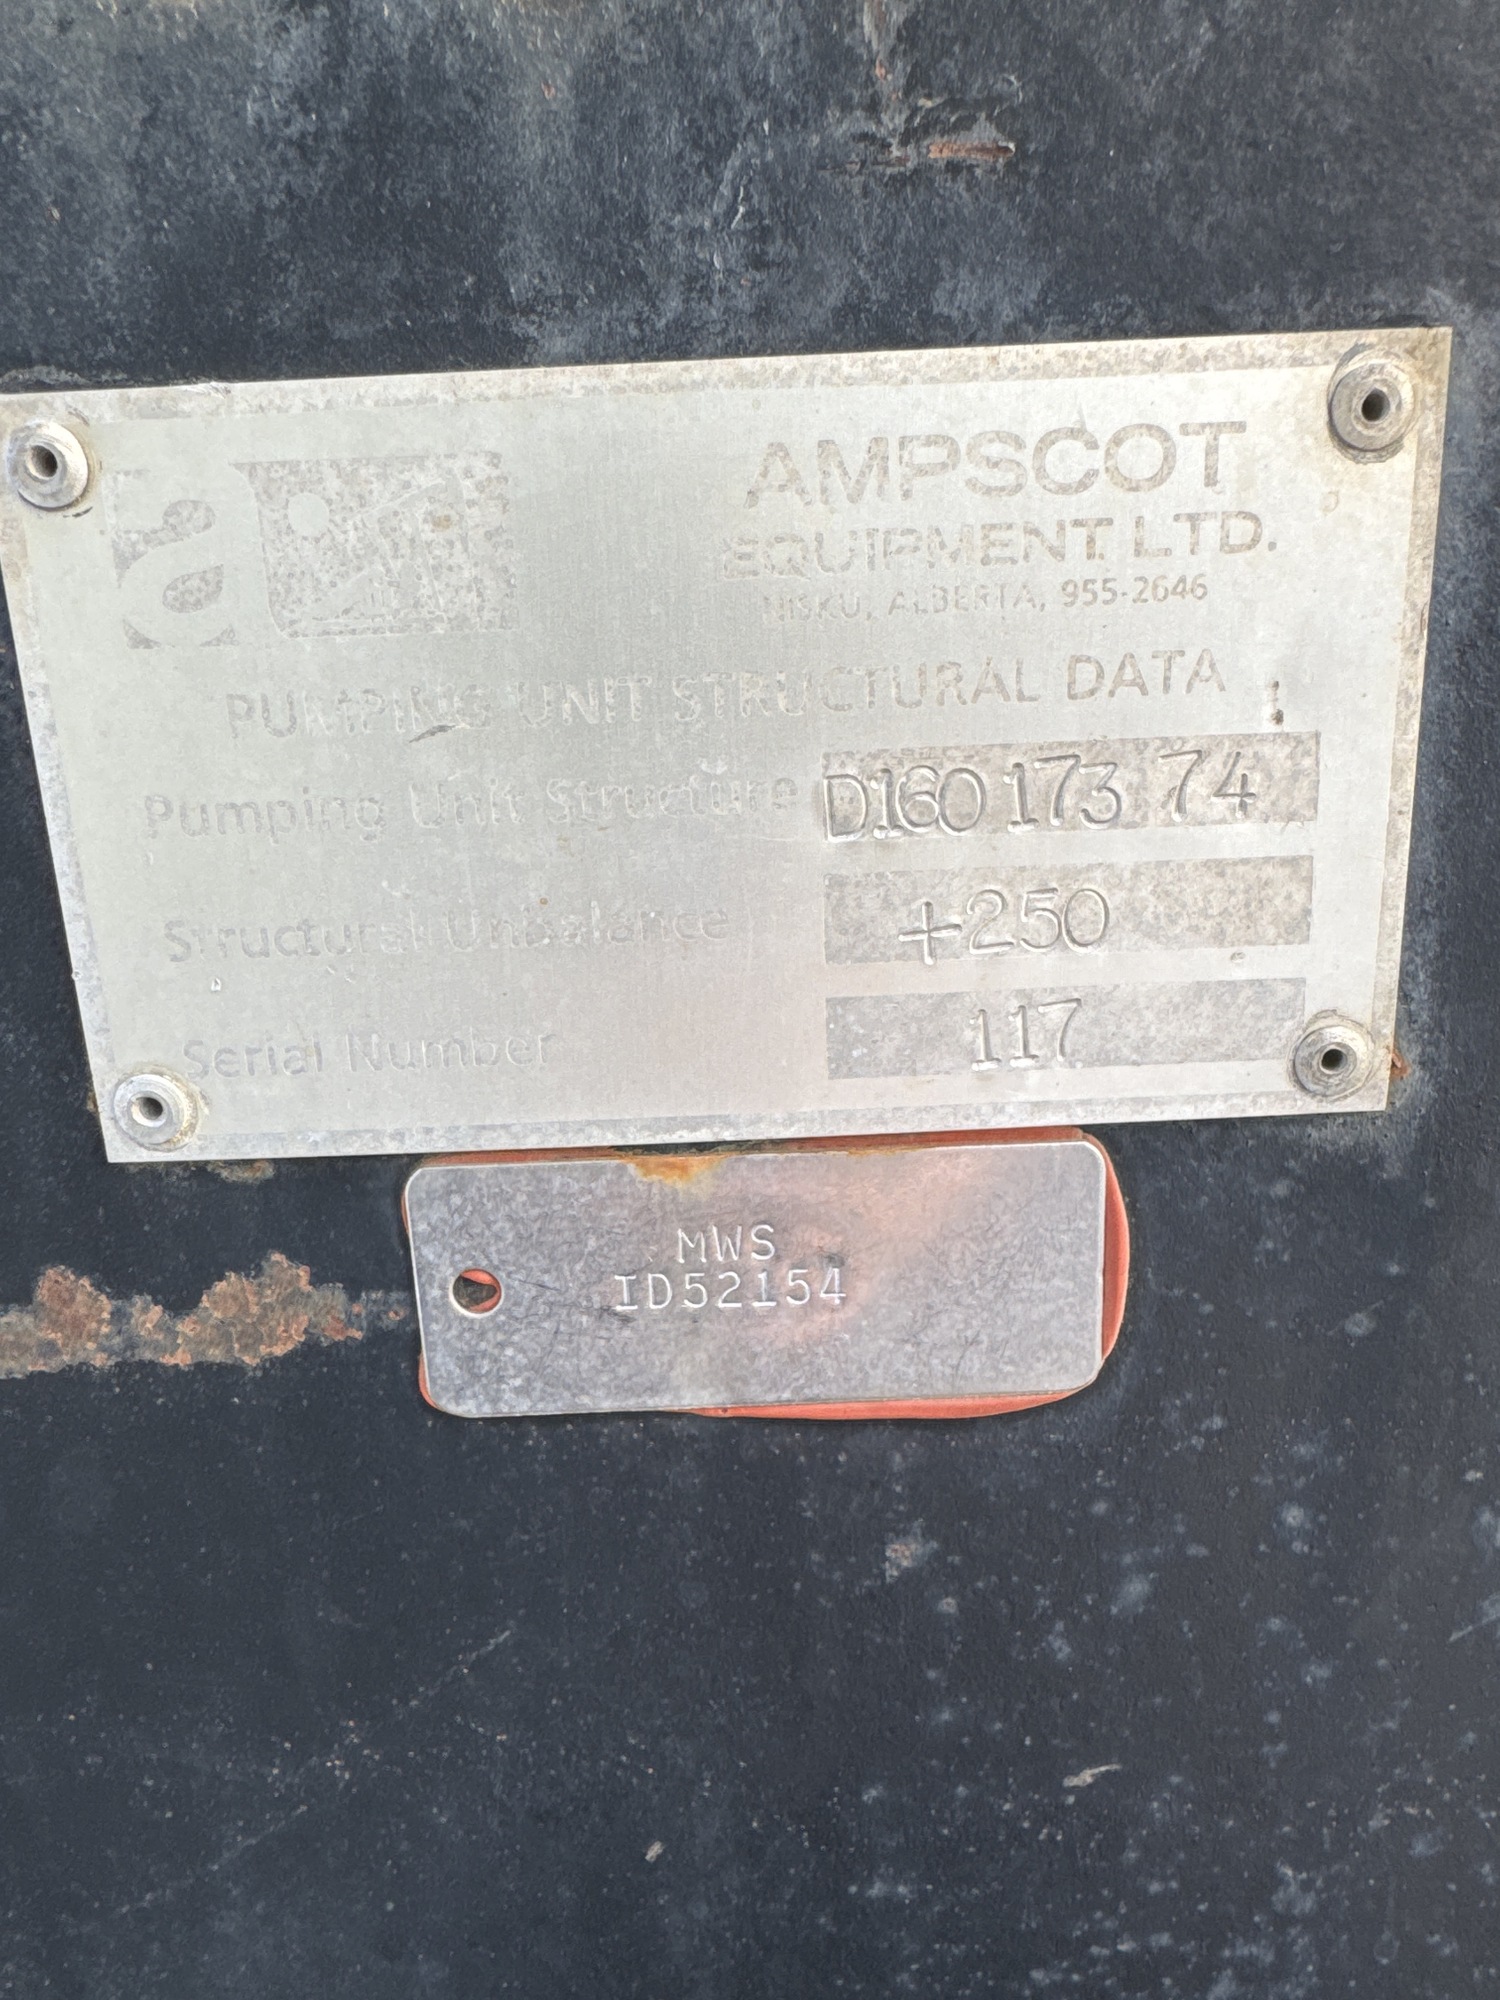 a
AMPSCOT
EQUIPMENT LTD.
NISKU, ALBERTA, 955-2646
PUMPING UNIT STRUCTURAL DATA
Pumping Unit Structure D160 173 74
Structural Unbalance +250
Serial Number 117
MWS
ID52154